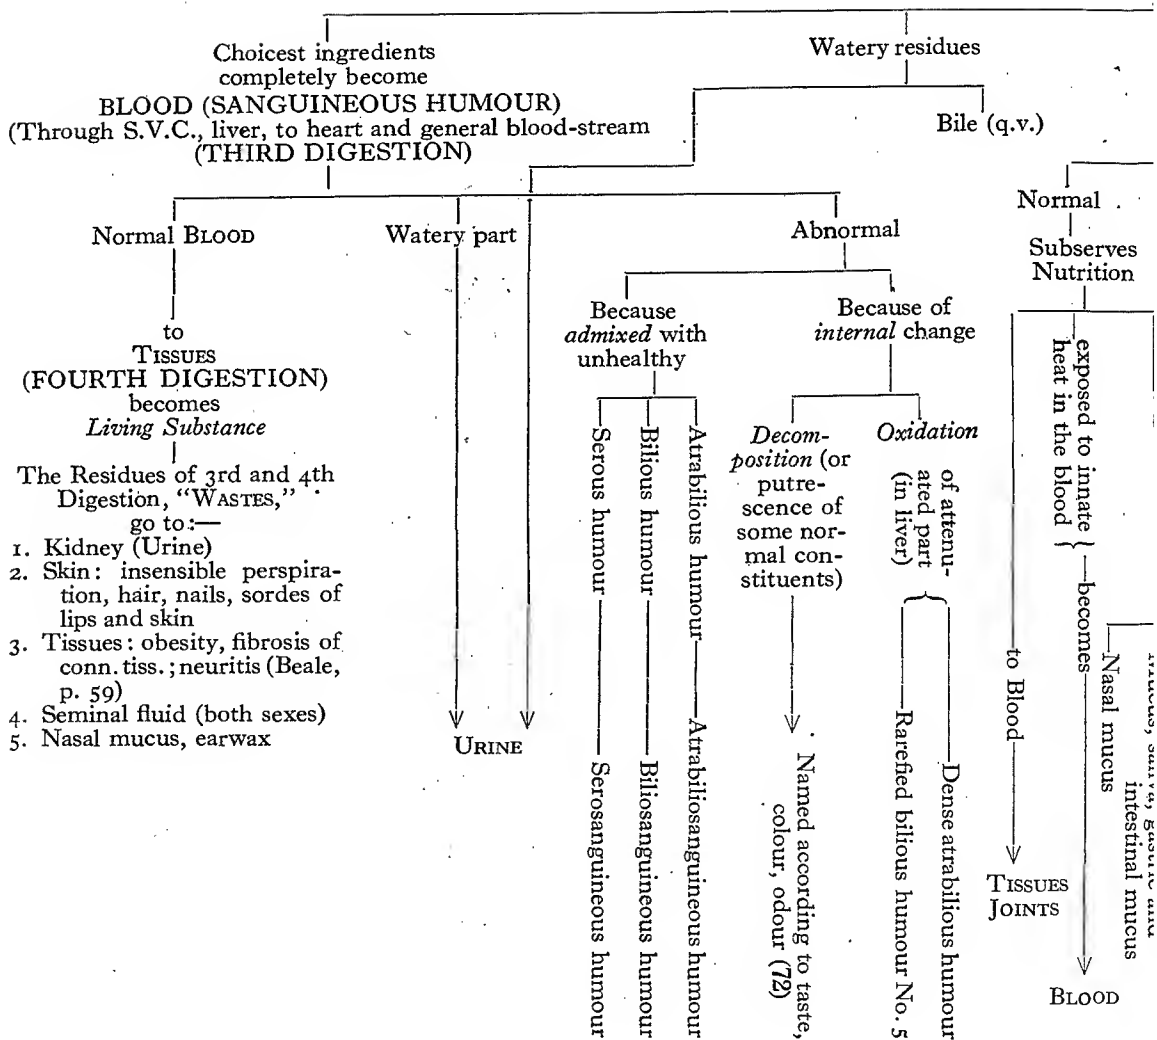 Choicest ingredients
completely become
BLOOD (SANGUINEOUS HUMOUR)
(Through S.V.C., liver, to heart and general blood-stream
(THIRD DIGESTION)
Watery residues
Bile (q.v.)
Normal BLOOD
Watery part
Abnormal
Normal
Subserves
Nutrition
to
TISSUES
(FOURTH DIGESTION)
becomes
Living Substance
The Residues of 3rd and 4th
Digestion, "WASTES,"
go to:—
1. Kidney (Urine)
2. Skin: insensible perspira-
tion, hair, nails, sordes of
lips and skin
3. Tissues: obesity, fibrosis of
conn. tiss.; neuritis (Beale,
p. 59)
4. Seminal fluid (both sexes)
5. Nasal mucus, earwax
URINE
Because
admixed with
unhealthy
Because of
internal change
Serous humour
Serosanguineous humour
Bilious humour
Biliosanguineous humour
Atrabilious humour
Atrabiliosanguineous humour
Decom-
position (or
putre-
scence of
some nor-
mal con-
stituents)
Named according to taste,
colour, odour (72)
Oxidation
of attenu-
ated part
(in liver)
Dense atrabilious humour
Rarefied bilious humour No. 5
to Blood
TISSUES
JOINTS
exposed to innate
heat in the blood
becomes
BLOOD
Nasal mucus
Mucus, saliva, gastric and
intestinal mucus